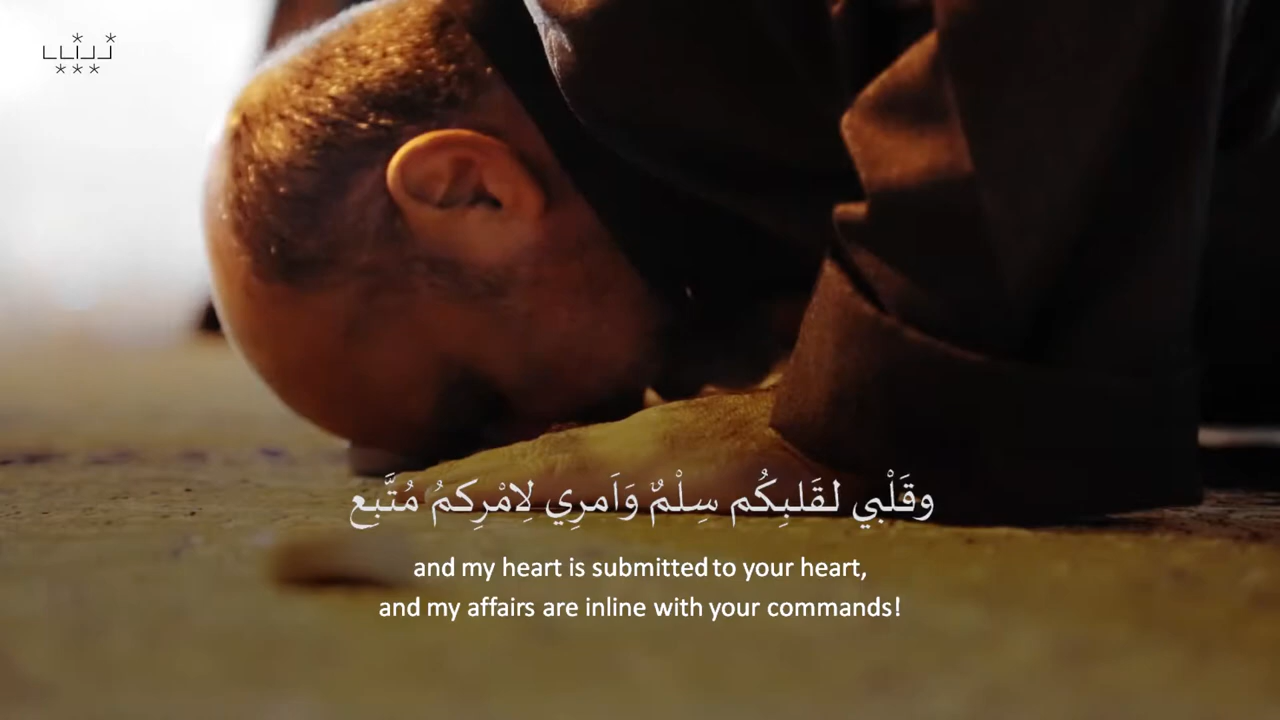 وقَلْبي لقَلبِكُم سِلْمٌ وَاَمرِي لِامْرِكمُ مُتَّبع
and my heart is submitted to your heart,
and my affairs are inline with your commands!